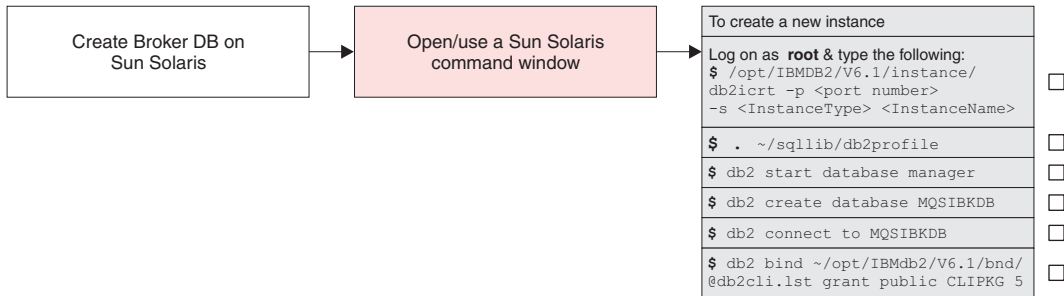 Create Broker DB on
Sun Solaris
Open/use a Sun Solaris
command window
To create a new instance
Log on as root & type the following:
$ /opt/IBMDB2/V6.1/instance/
db2icrt -p <port number>
-s <InstanceType> <InstanceName>
$ . ~/sqllib/db2profile
$ db2 start database manager
$ db2 create database MQSIBKDB
$ db2 connect to MQSIBKDB
$ db2 bind ~/opt/IBMdb2/V6.1/bnd/
@db2cli.lst grant public CLIPKG 5